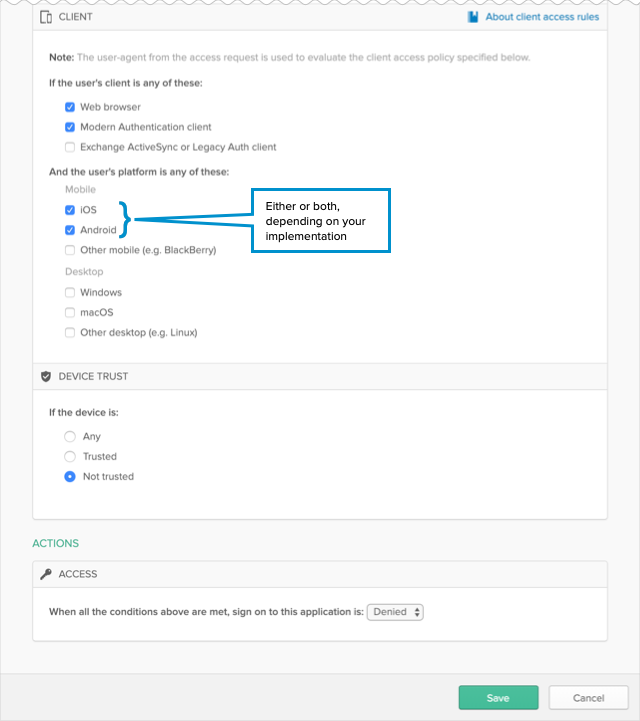 CLIENT
About client access rules
Note: The user-agent from the access request is used to evaluate the client access policy specified below.
If the user's client is any of these:
Web browser
Modern Authentication client
Exchange ActiveSync or Legacy Auth client
And the user's platform is any of these:
Mobile
iOS
Android
Other mobile (e.g. BlackBerry)
Either or both,
depending on your
implementation
Desktop
Windows
macOS
Other desktop (e.g. Linux)
DEVICE TRUST
If the device is:
Any
Trusted
Not trusted
ACTIONS
ACCESS
When all the conditions above are met, sign on to this application is: Denied
Save
Cancel